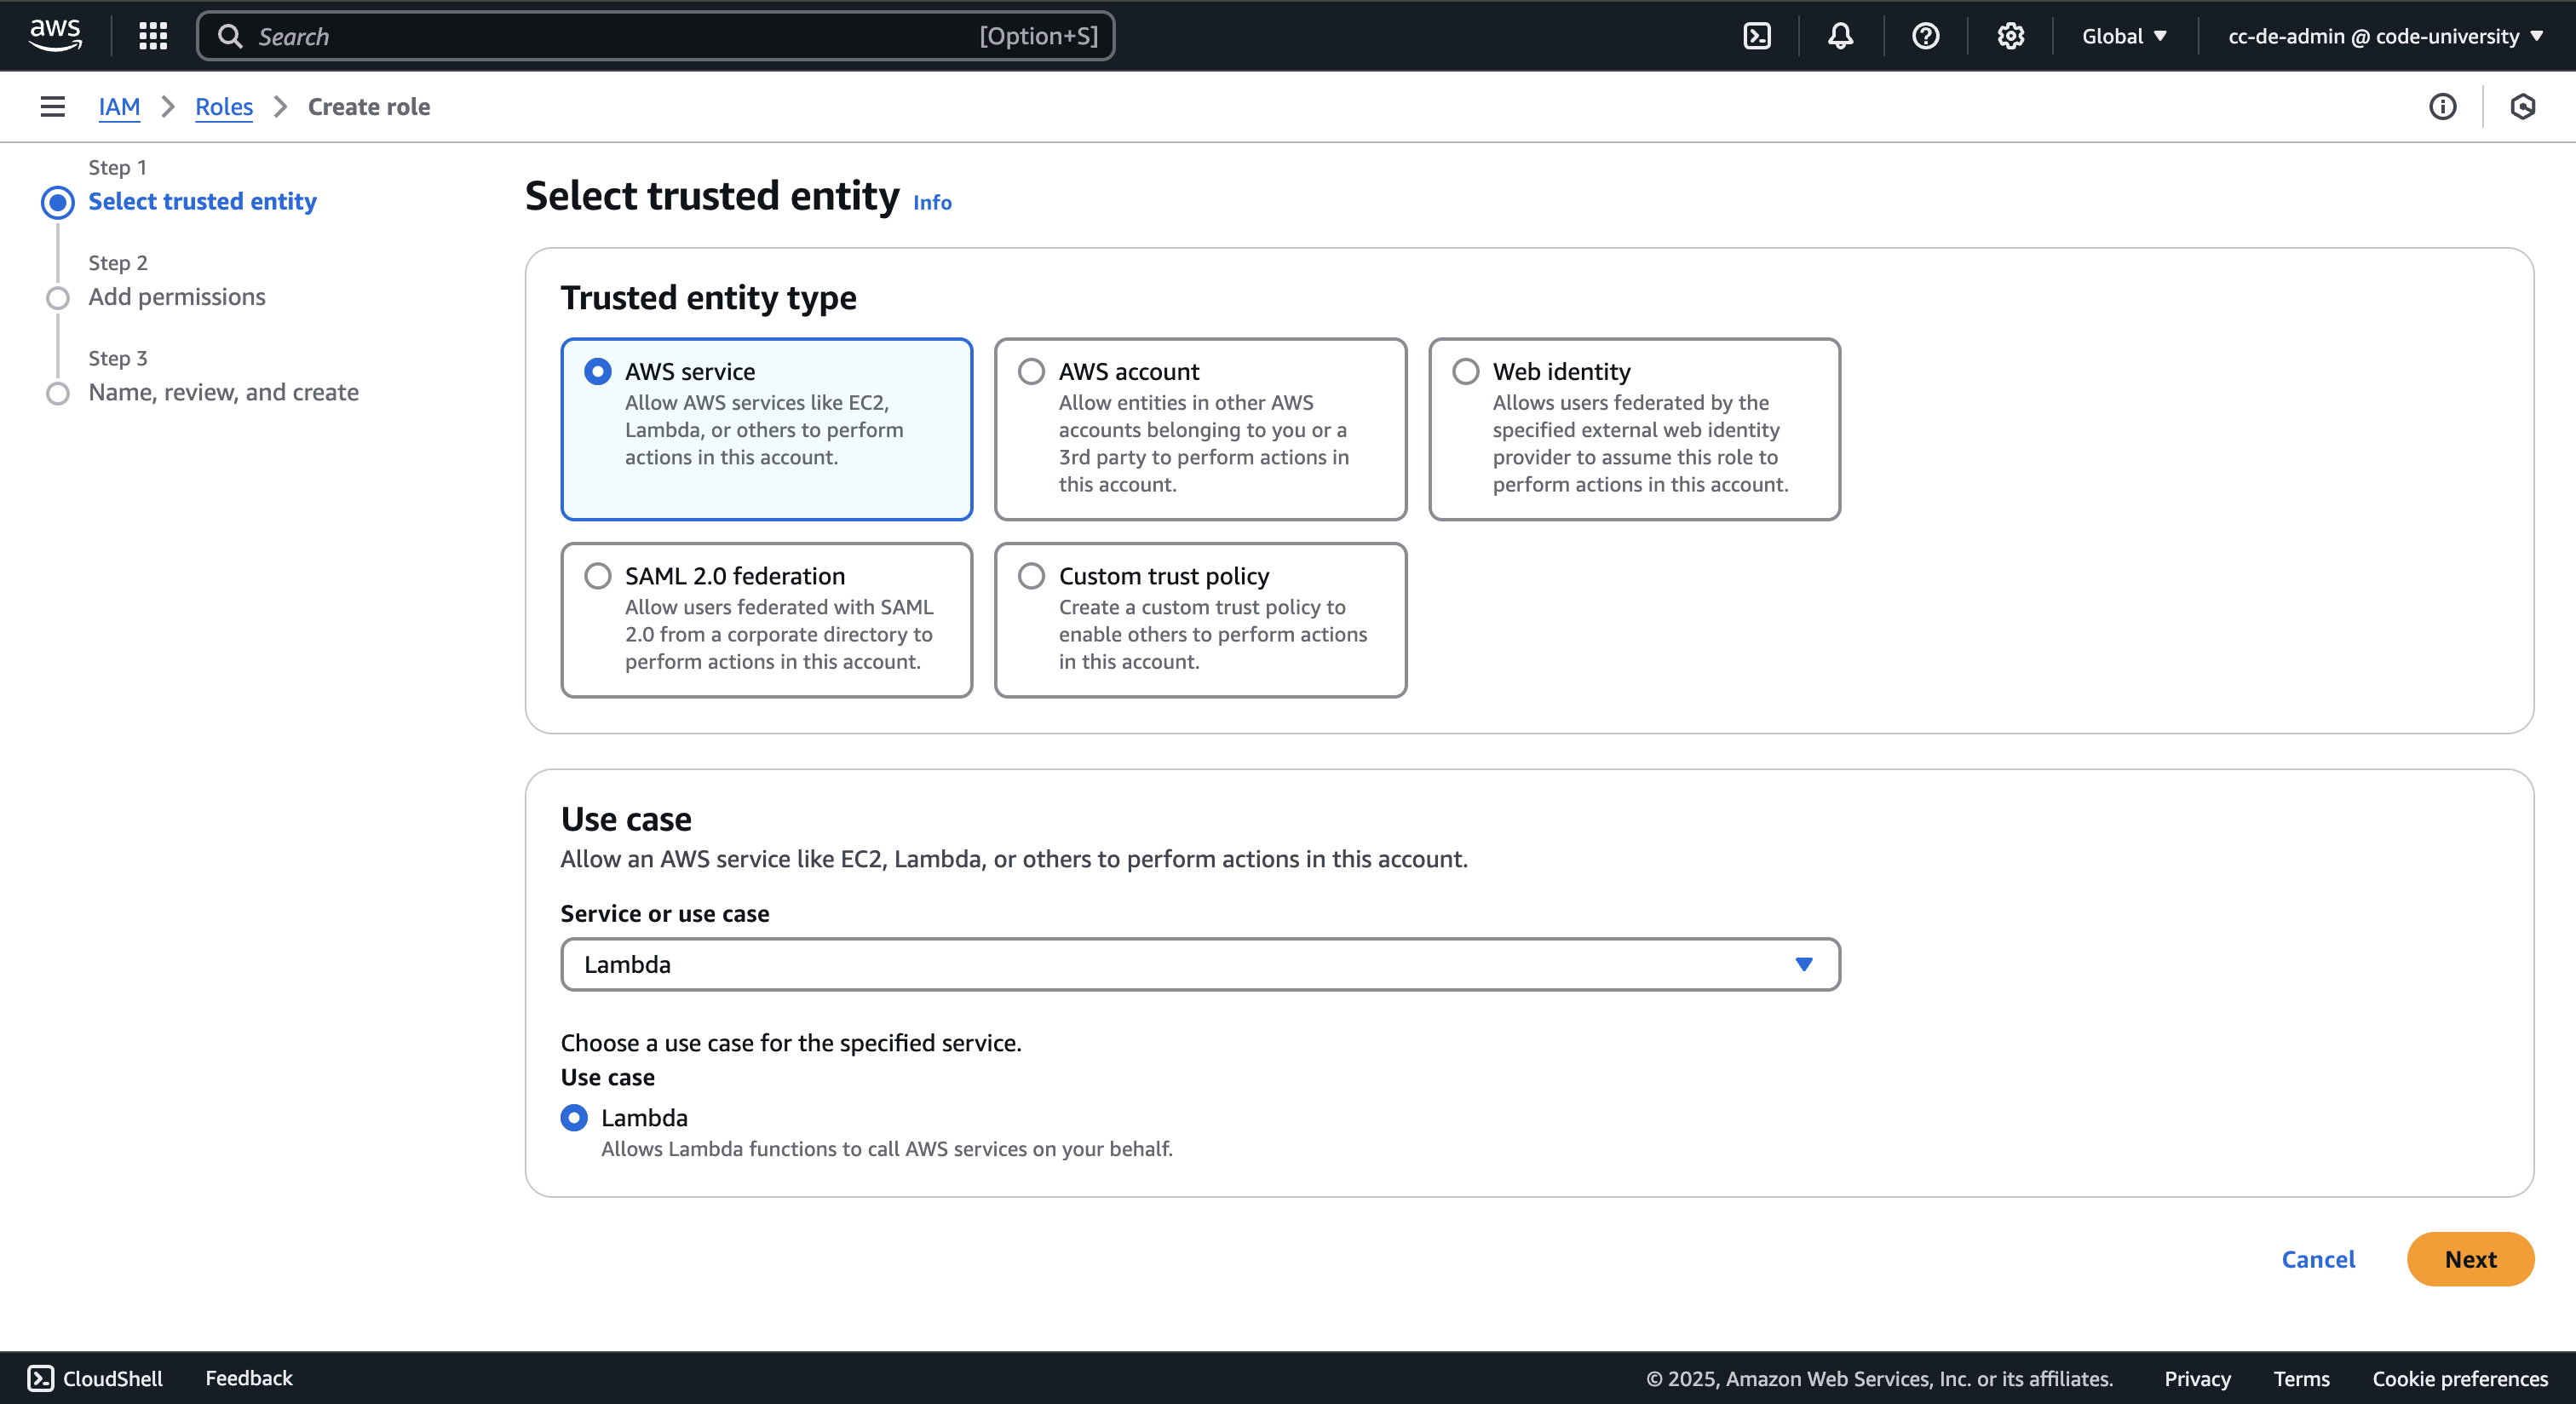 aws
Search
[Option+S]
Global
cc-de-admin @ code-university
IAM
Roles
Create role
Step 1
Select trusted entity
Step 2
Add permissions
Step 3
Name, review, and create
Select trusted entity
Info
Trusted entity type
AWS service
Allow AWS services like EC2,
Lambda, or others to perform
actions in this account.
AWS account
Allow entities in other AWS
accounts belonging to you or a
3rd party to perform actions in
this account.
Web identity
Allows users federated by the
specified external web identity
provider to assume this role to
perform actions in this account.
SAML 2.0 federation
Allow users federated with SAML
2.0 from a corporate directory to
perform actions in this account.
Custom trust policy
Create a custom trust policy to
enable others to perform actions
in this account.
Use case
Allow an AWS service like EC2, Lambda, or others to perform actions in this account.
Service or use case
Lambda
Choose a use case for the specified service.
Use case
Lambda
Allows Lambda functions to call AWS services on your behalf.
Cancel
Next
CloudShell
Feedback
© 2025, Amazon Web Services, Inc. or its affiliates.
Privacy
Terms
Cookie preferences